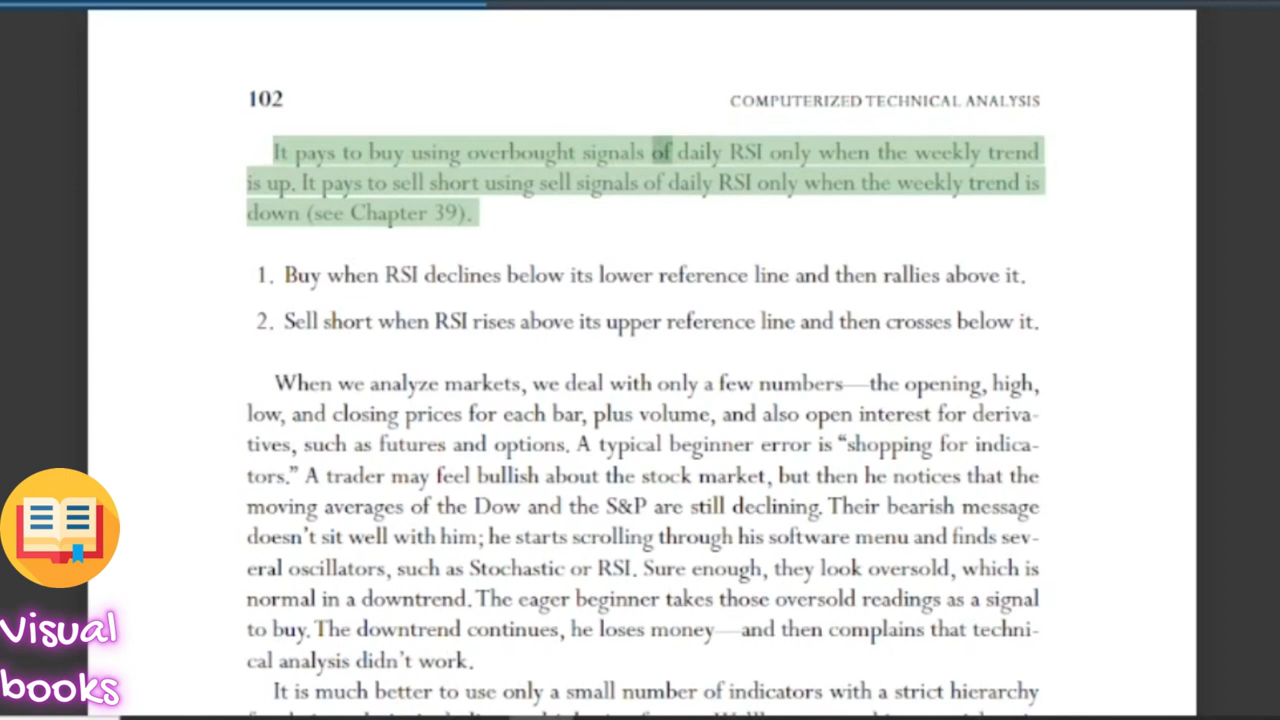 102
COMPUTERIZED TECHNICAL ANALYSIS
It pays to buy using overbought signals of daily RSI only when the weekly trend
is up. It pays to sell short using sell signals of daily RSI only when the weekly trend is
down (see Chapter 39).
1. Buy when RSI declines below its lower reference line and then rallies above it.
2. Sell short when RSI rises above its upper reference line and then crosses below it.
When we analyze markets, we deal with only a few numbers—the opening, high,
low, and closing prices for each bar, plus volume, and also open interest for deriva-
tives, such as futures and options. A typical beginner error is “shopping for indica-
tors.” A trader may feel bullish about the stock market, but then he notices that the
moving averages of the Dow and the S&P are still declining. Their bearish message
doesn’t sit well with him; he starts scrolling through his software menu and finds sev-
eral oscillators, such as Stochastic or RSI. Sure enough, they look oversold, which is
normal in a downtrend. The eager beginner takes those oversold readings as a signal
to buy. The downtrend continues, he loses money—and then complains that techni-
cal analysis didn’t work.
It is much better to use only a small number of indicators with a strict hierarchy
Visual
books